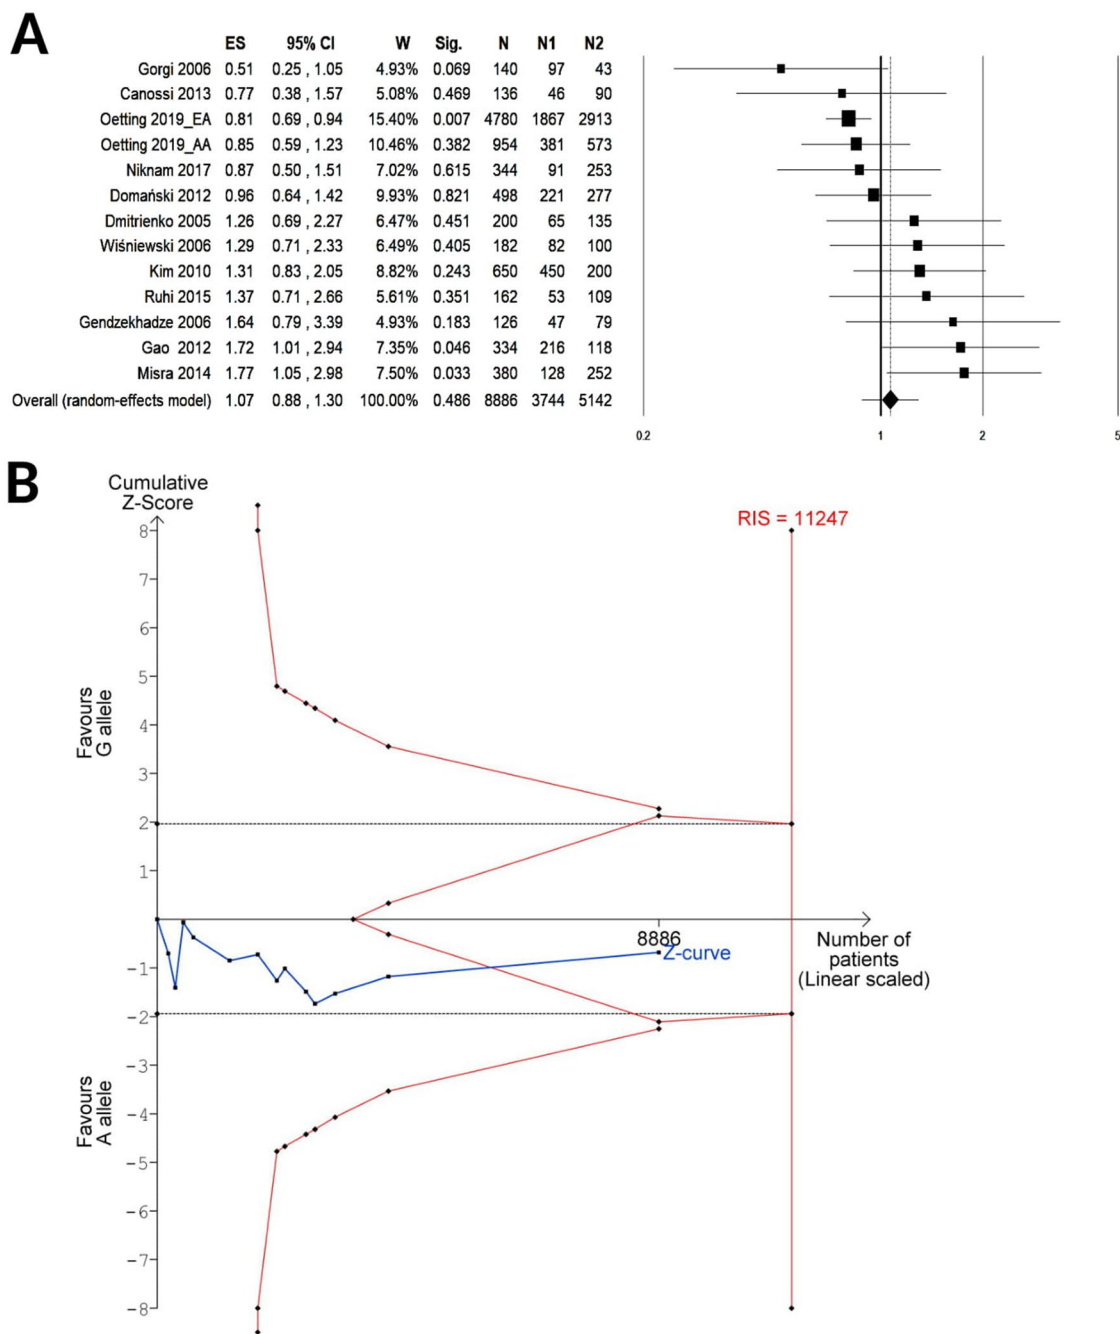 A
ES 95% CI W Sig. N N1 N2
Gorgi 2006 0.51 0.25 , 1.05 4.93% 0.069 140 97 43
Canossi 2013 0.77 0.38 , 1.57 5.08% 0.469 136 46 90
Oetting 2019_EA 0.81 0.69 , 0.94 15.40% 0.007 4780 1867 2913
Oetting 2019_AA 0.85 0.59 , 1.23 10.46% 0.382 954 381 573
Niknam 2017 0.87 0.50 , 1.51 7.02% 0.615 344 91 253
Domański 2012 0.96 0.64 , 1.42 9.93% 0.821 498 221 277
Dmitrienko 2005 1.26 0.69 , 2.27 6.47% 0.451 200 65 135
Wiśniewski 2006 1.29 0.71 , 2.33 6.49% 0.405 182 82 100
Kim 2010 1.31 0.83 , 2.05 8.82% 0.243 650 450 200
Ruhi 2015 1.37 0.71 , 2.66 5.61% 0.351 162 53 109
Gendzekhadze 2006 1.64 0.79 , 3.39 4.93% 0.183 126 47 79
Gao 2012 1.72 1.01 , 2.94 7.35% 0.046 334 216 118
Misra 2014 1.77 1.05 , 2.98 7.50% 0.033 380 128 252
Overall (random-effects model) 1.07 0.88 , 1.30 100.00% 0.486 8886 3744 5142
0.2 1 2 5
B
Cumulative
Z-Score
RIS = 11247
8
7
6
5
4
3
2
1
-1
-2
-3
-4
-5
-6
-7
-8
Favours
G allele
Favours
A allele
8886
Z-curve
Number of
patients
(Linear scaled)